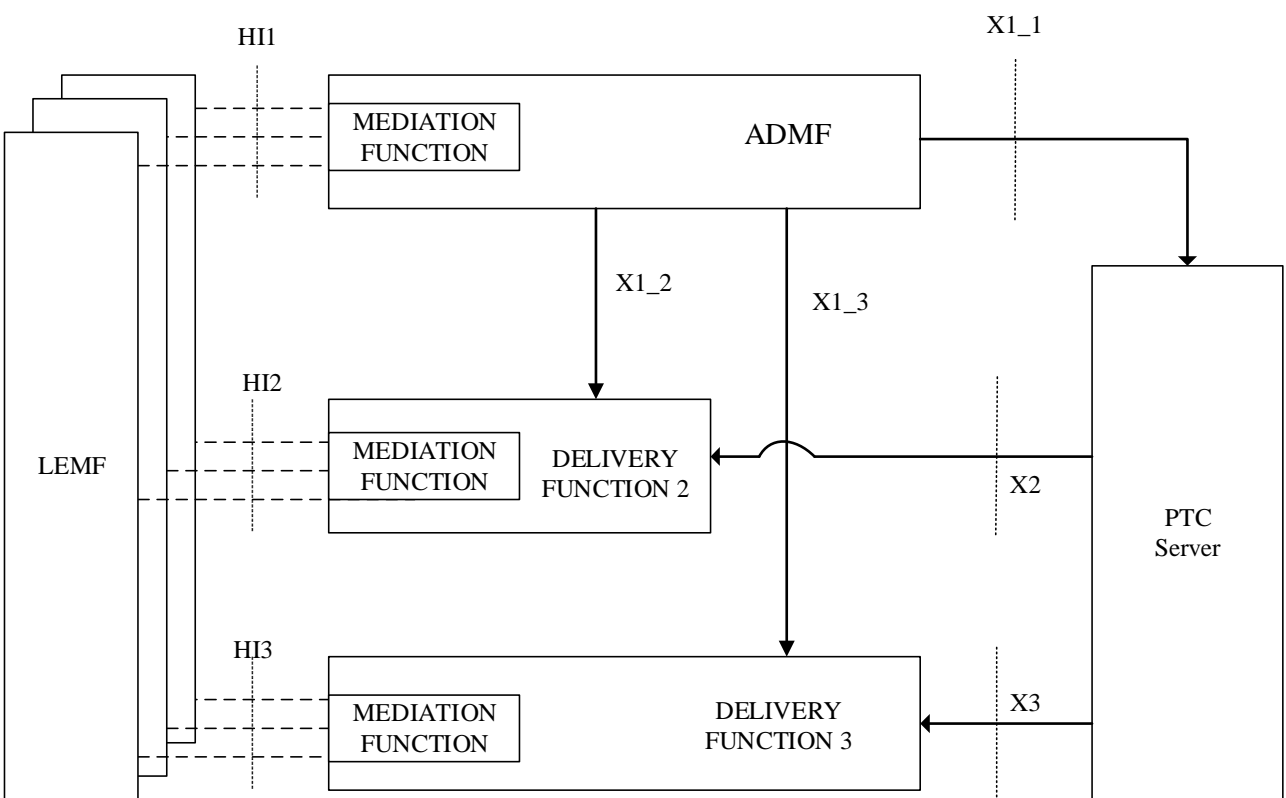 HI1
X1_1
MEDIATION
FUNCTION
ADMF
X1_2
X1_3
HI2
MEDIATION
FUNCTION
DELIVERY
FUNCTION 2
X2
LEMF
PTC
Server
HI3
MEDIATION
FUNCTION
DELIVERY
FUNCTION 3
X3